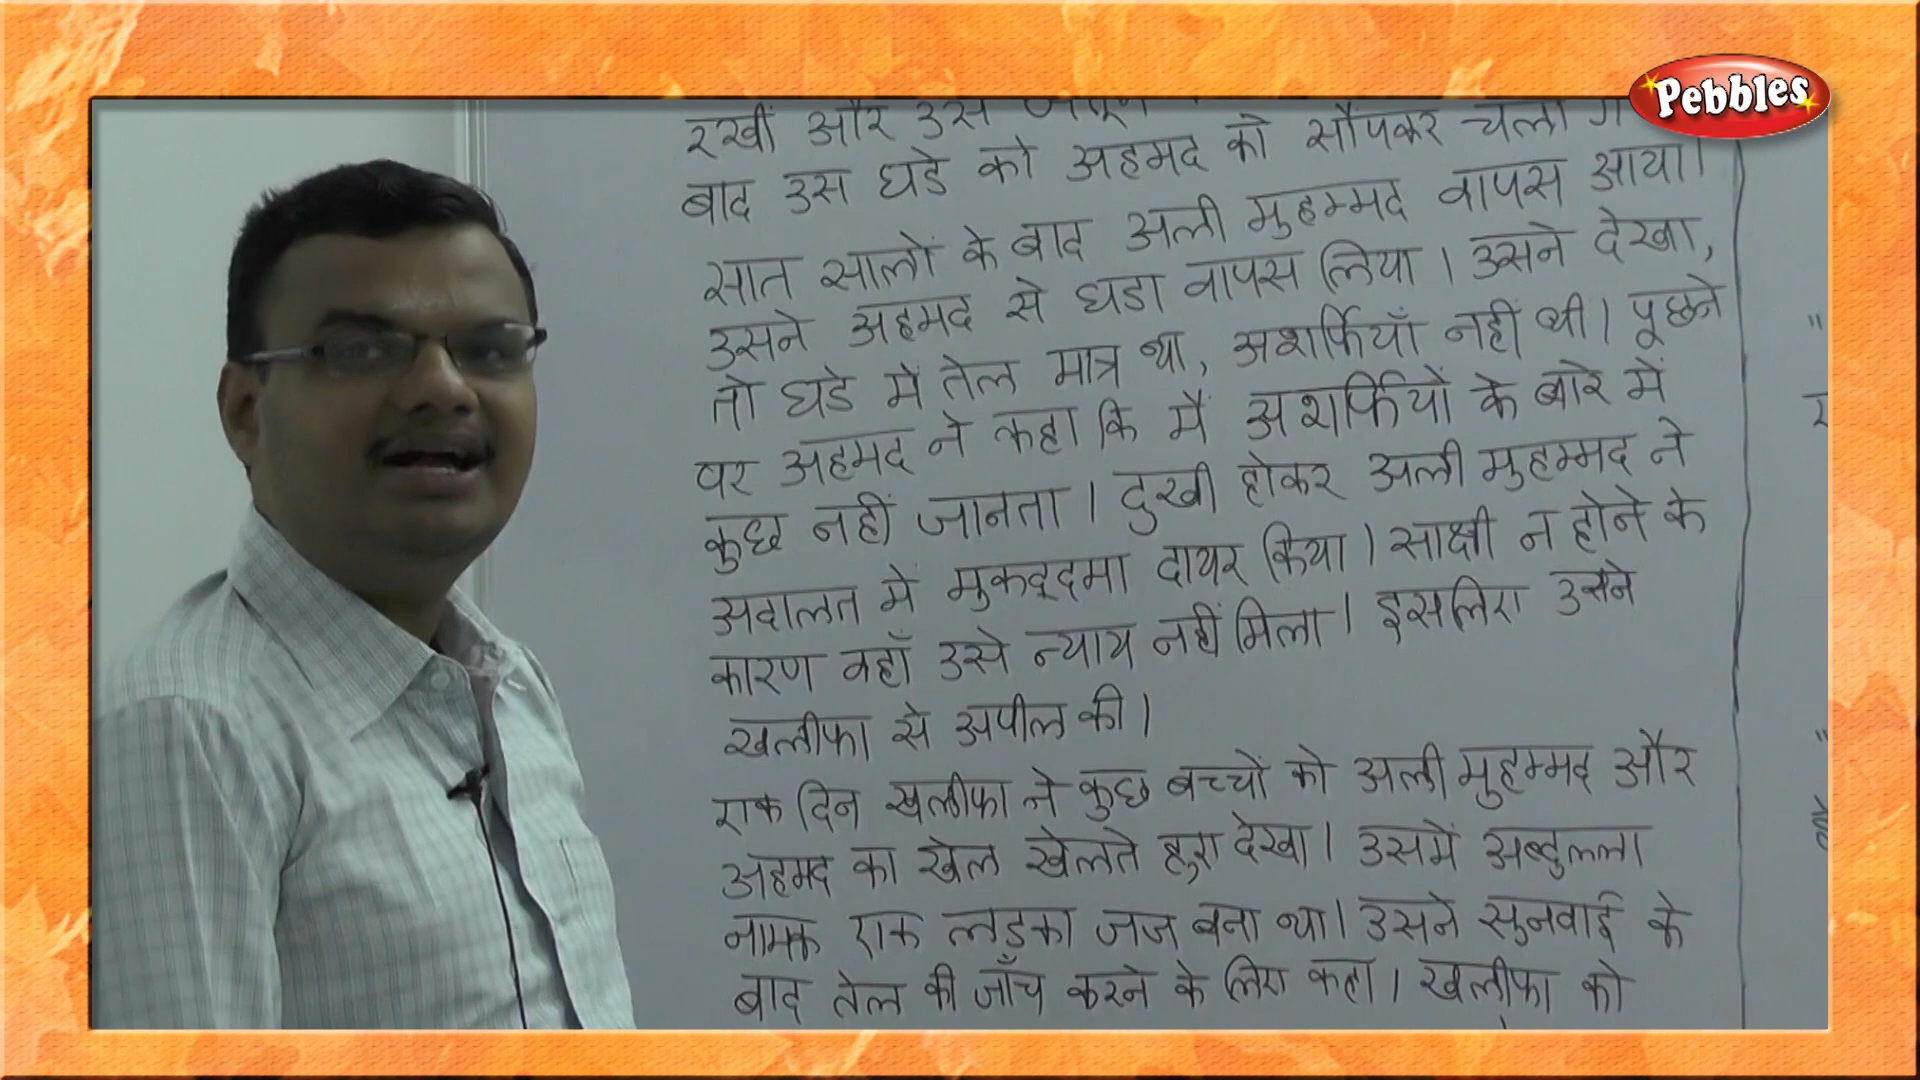 Pebbles
रखीं और उसे
बाद उस घडे को अहमद को सौंपकर चला
सात सालों के बाद अली मुहम्मद वापस आया।
उसने अहमद से घडा वापस लिया। उसने देखा,
तो घडे में तेल मात्र था, अशर्फियाँ नहीं थी। पूछने
पर अहमद ने कहा कि मैं अशर्फियों के बारे में
कुछ नहीं जानता। दुखी होकर अली मुहम्मद ने
अदालत में मुकद्दमा दायर किया। साक्षी न होने के
कारण वहाँ उसे न्याय नहीं मिला। इसलिए उसने
खलीफा से अपील की।
एक दिन खलीफा ने कुछ बच्चों को अली मुहम्मद और
अहमद का खेल खेलते हुए देखा। उसमें अब्दुल्ला
नामक एक लड़का जज बना था। उसने सुनवाई के
बाद तेल की जाँच करने के लिए कहा। खलीफा को